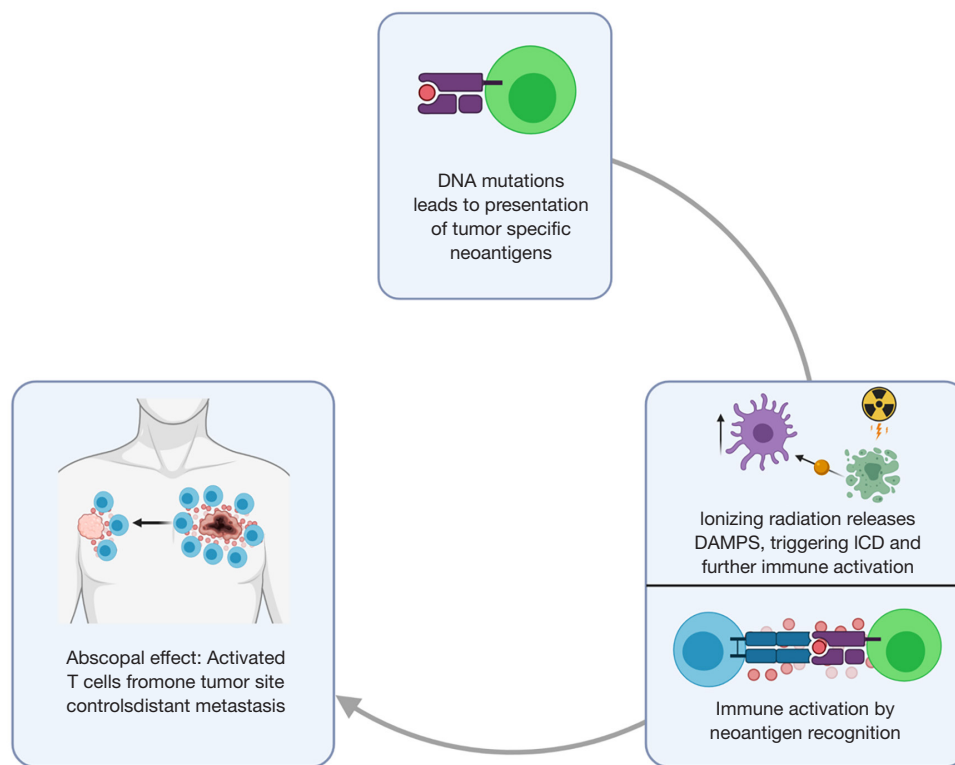 DNA mutations
leads to presentation
of tumor specific
neoantigens
Ionizing radiation releases
DAMPS, triggering ICD and
further immune activation
Immune activation by
neoantigen recognition
Abscopal effect: Activated
T cells fromone tumor site
controlsdistant metastasis